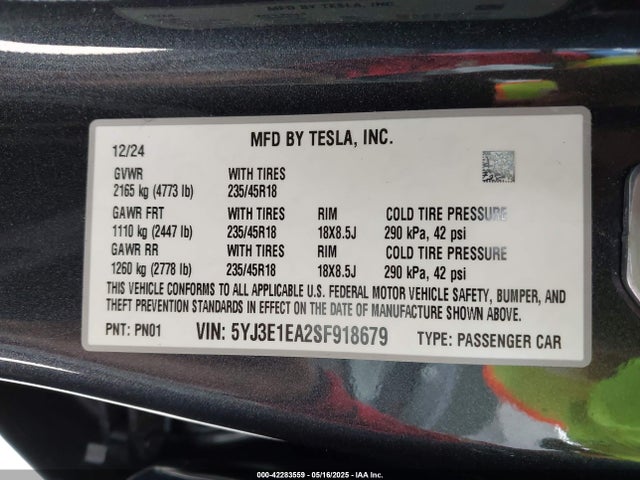 MFD BY TESLA, INC.
12/24
GVWR WITH TIRES
2165 kg (4773 lb) 235/45R18
GAWR FRT WITH TIRES RIM COLD TIRE PRESSURE
1110 kg (2447 lb) 235/45R18 18X8.5J 290 kPa, 42 psi
GAWR RR WITH TIRES RIM COLD TIRE PRESSURE
1260 kg (2778 lb) 235/45R18 18X8.5J 290 kPa, 42 psi
THIS VEHICLE CONFORMS TO ALL APPLICABLE U.S. FEDERAL MOTOR VEHICLE SAFETY, BUMPER, AND
THEFT PREVENTION STANDARDS IN EFFECT ON THE DATE OF MANUFACTURE SHOWN ABOVE.
PNT: PN01 VIN: 5YJ3E1EA2SF918679 TYPE: PASSENGER CAR
000-42283559 - 05/16/2025 - IAA Inc.